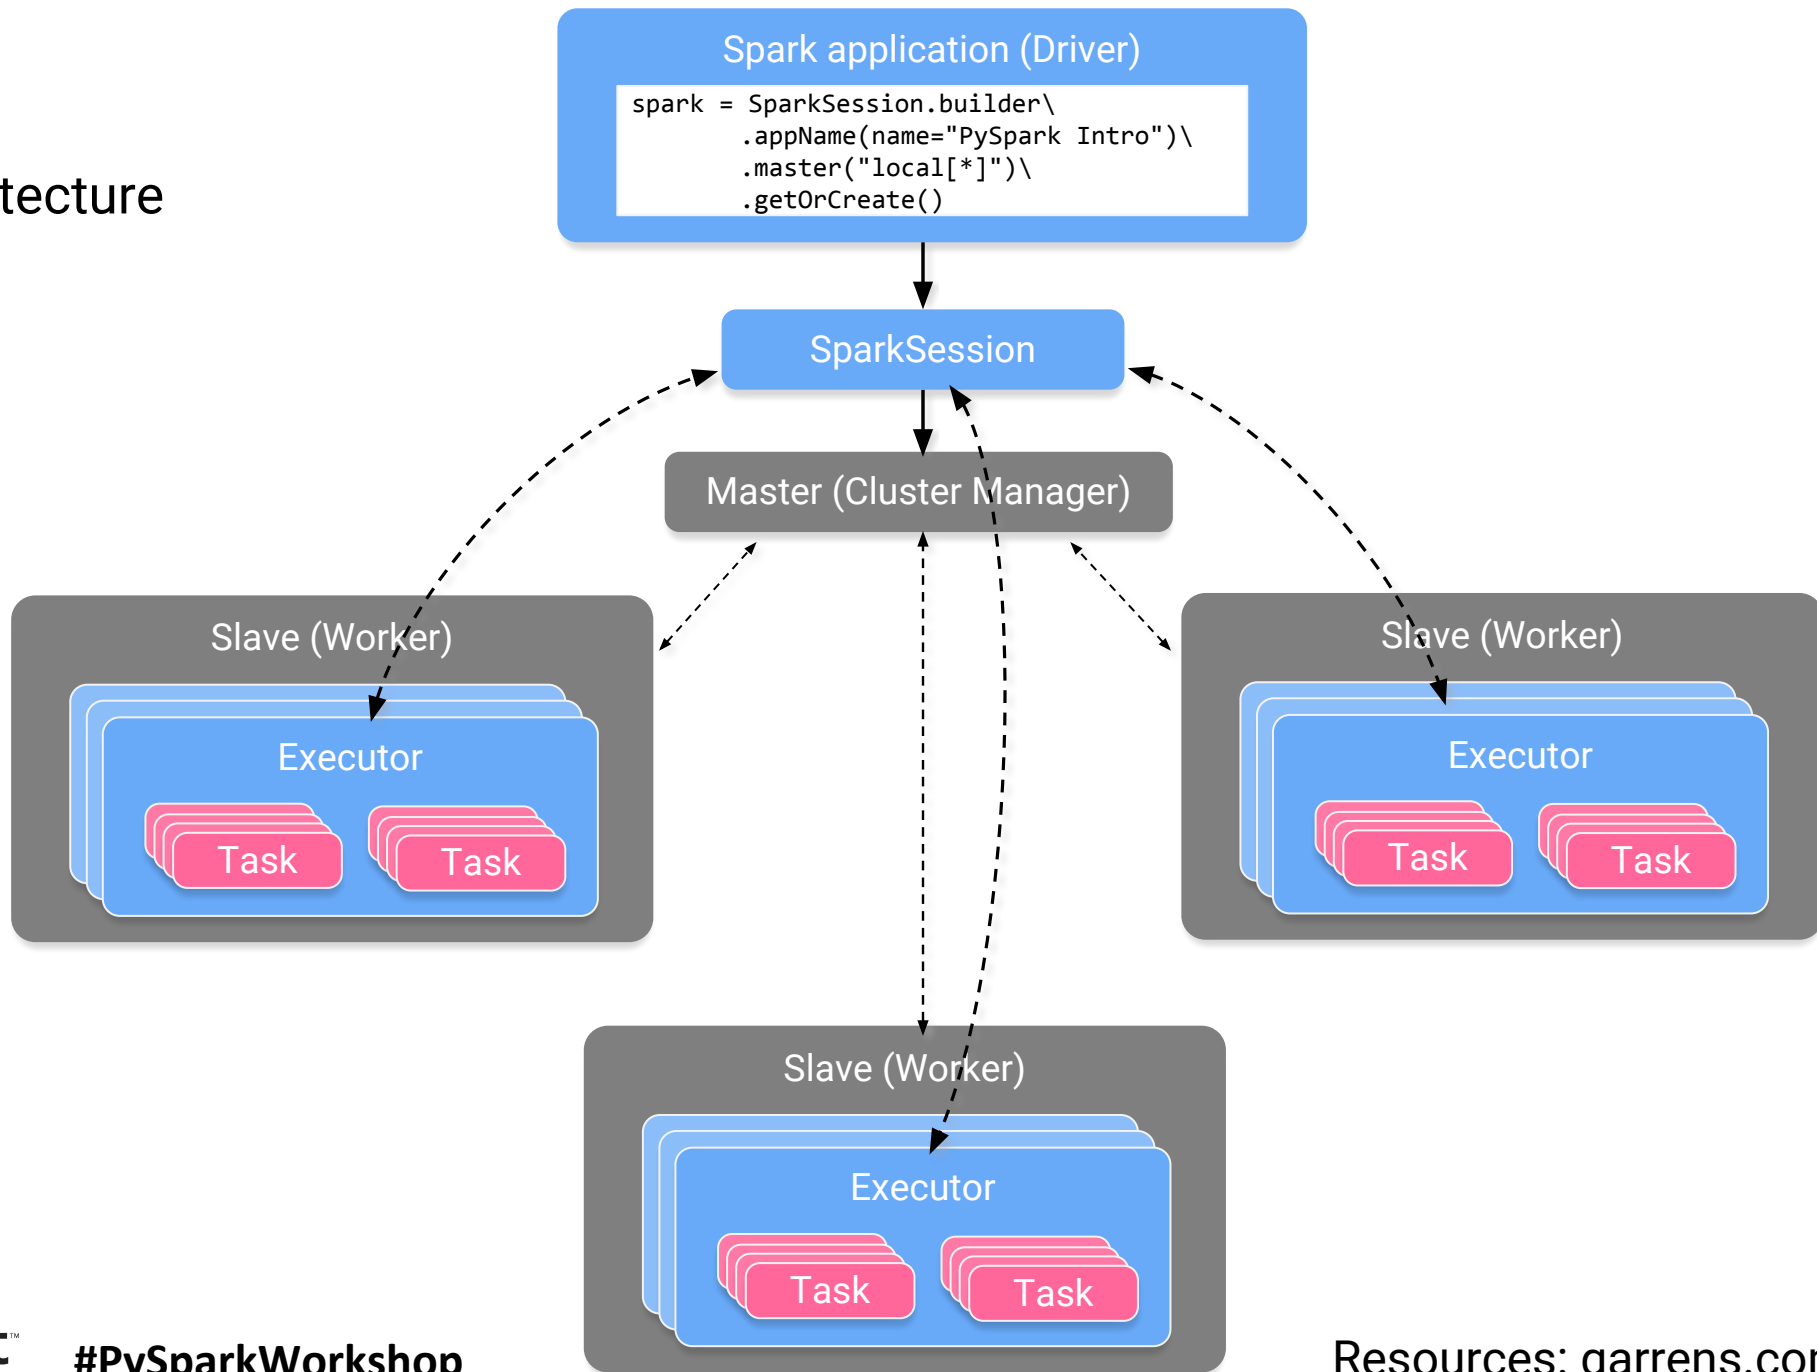 Spark application (Driver)
spark = SparkSession.builder\
.appName(name="PySpark Intro")\
.master("local[*]")\
.getOrCreate()
tecture
SparkSession
Master (Cluster Manager)
Slave (Worker)
Executor
Task
Task
Slave (Worker)
Executor
Task
Task
Slave (Worker)
Executor
Task
Task
#PySparkWorkshop
Resources: garrens.com